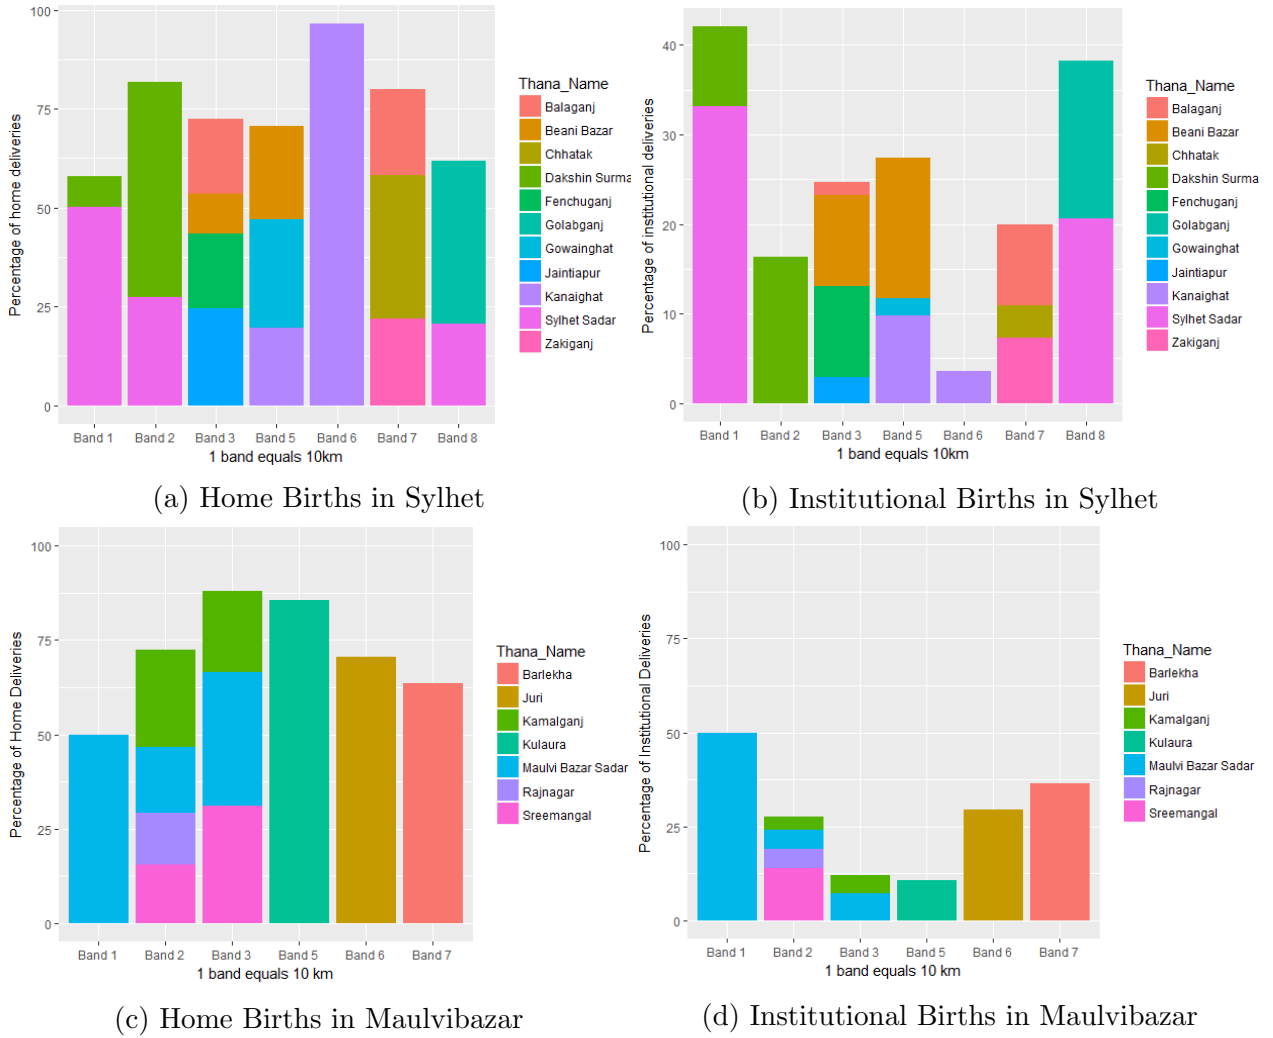 Percentage of home deliveries
100
75
50
25
0
Band 1 Band 2 Band 3 Band 5 Band 6 Band 7 Band 8
1 band equals 10km
Thana_Name
Balaganj
Beani Bazar
Chhatak
Dakshin Surma
Fenchuganj
Golabganj
Gowainghat
Jaintiapur
Kanaighat
Sylhet Sadar
Zakiganj
(a) Home Births in Sylhet
Percentage of institutional deliveries
40
30
20
10
0
Band 1 Band 2 Band 3 Band 5 Band 6 Band 7 Band 8
1 band equals 10km
Thana_Name
Balaganj
Beani Bazar
Chhatak
Dakshin Surma
Fenchuganj
Golabganj
Gowainghat
Jaintiapur
Kanaighat
Sylhet Sadar
Zakiganj
(b) Institutional Births in Sylhet
Percentage of Home Deliveries
100
75
50
25
0
Band 1 Band 2 Band 3 Band 5 Band 6 Band 7
1 band equals 10 km
Thana_Name
Barlekha
Juri
Kamalganj
Kulaura
Maulvi Bazar Sadar
Rajnagar
Sreemangal
(c) Home Births in Maulvibazar
Percentage of Institutional Deliveries
100
75
50
25
0
Band 1 Band 2 Band 3 Band 5 Band 6 Band 7
1 band equals 10 km
Thana_Name
Barlekha
Juri
Kamalganj
Kulaura
Maulvi Bazar Sadar
Rajnagar
Sreemangal
(d) Institutional Births in Maulvibazar